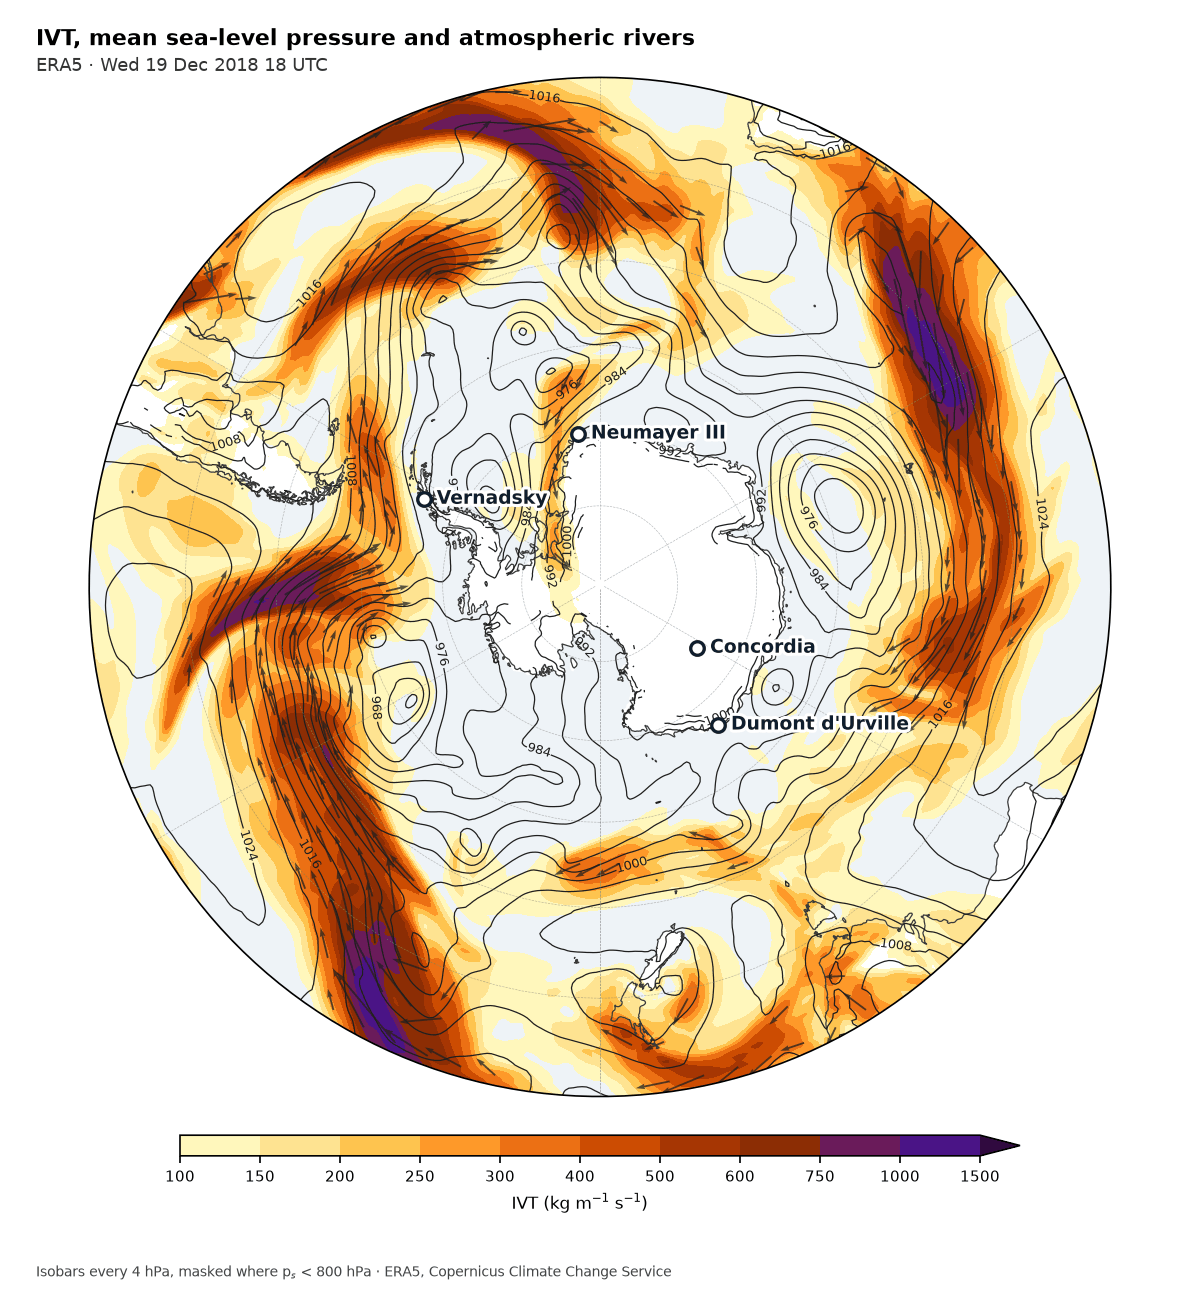 IVT, mean sea-level pressure and atmospheric rivers
ERA5 · Wed 19 Dec 2018 18 UTC
1016
1016
1016
984
976
Neumayer III
1008
992
1008
Vernadsky
992
1024
976
984
1000
984
992
992
976
Concordia
968
1000
Dumont d'Urville
1016
984
1024
1016
1000
1008
100 150 200 250 300 400 500 600 750 1000 1500
IVT (kg m⁻¹ s⁻¹)
Isobars every 4 hPa, masked where pₛ < 800 hPa · ERA5, Copernicus Climate Change Service